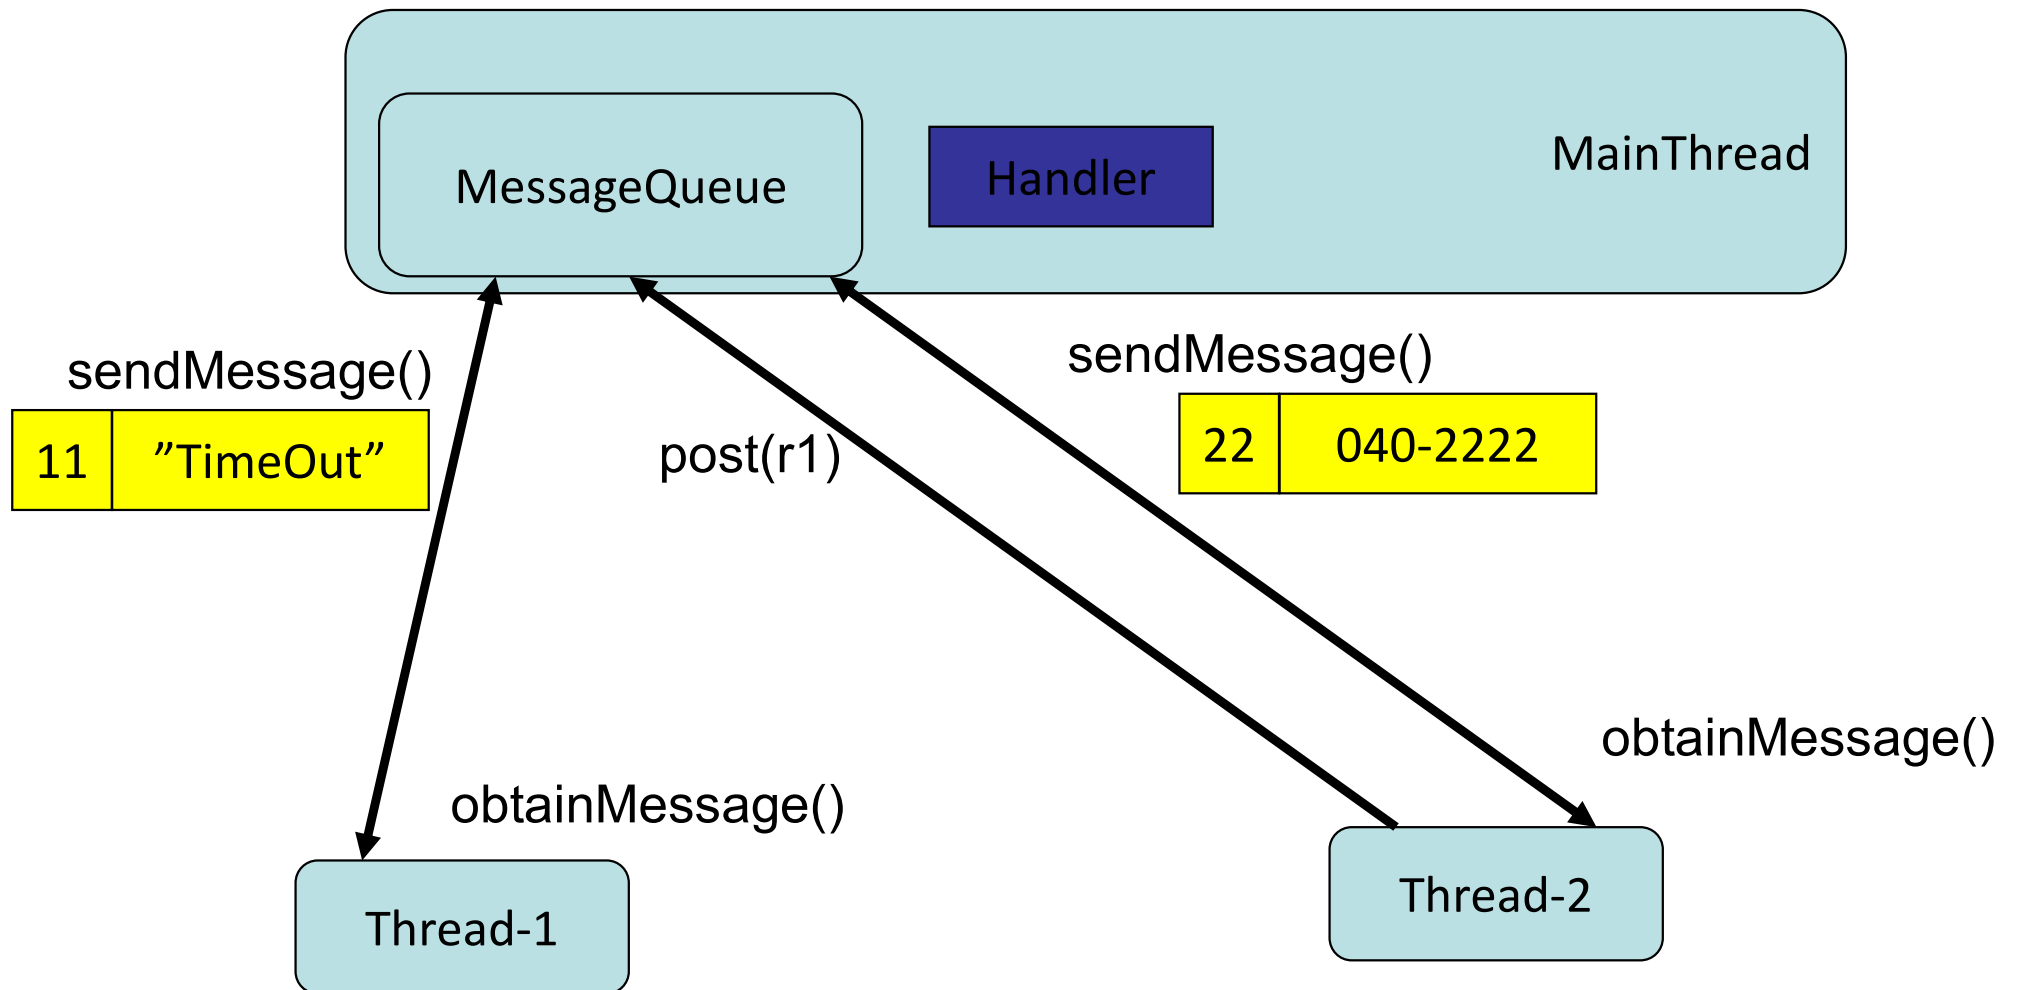 MainThread
MessageQueue
Handler
sendMessage()
11 ”TimeOut”
post(r1)
sendMessage()
22 040-2222
obtainMessage()
obtainMessage()
Thread-1
Thread-2